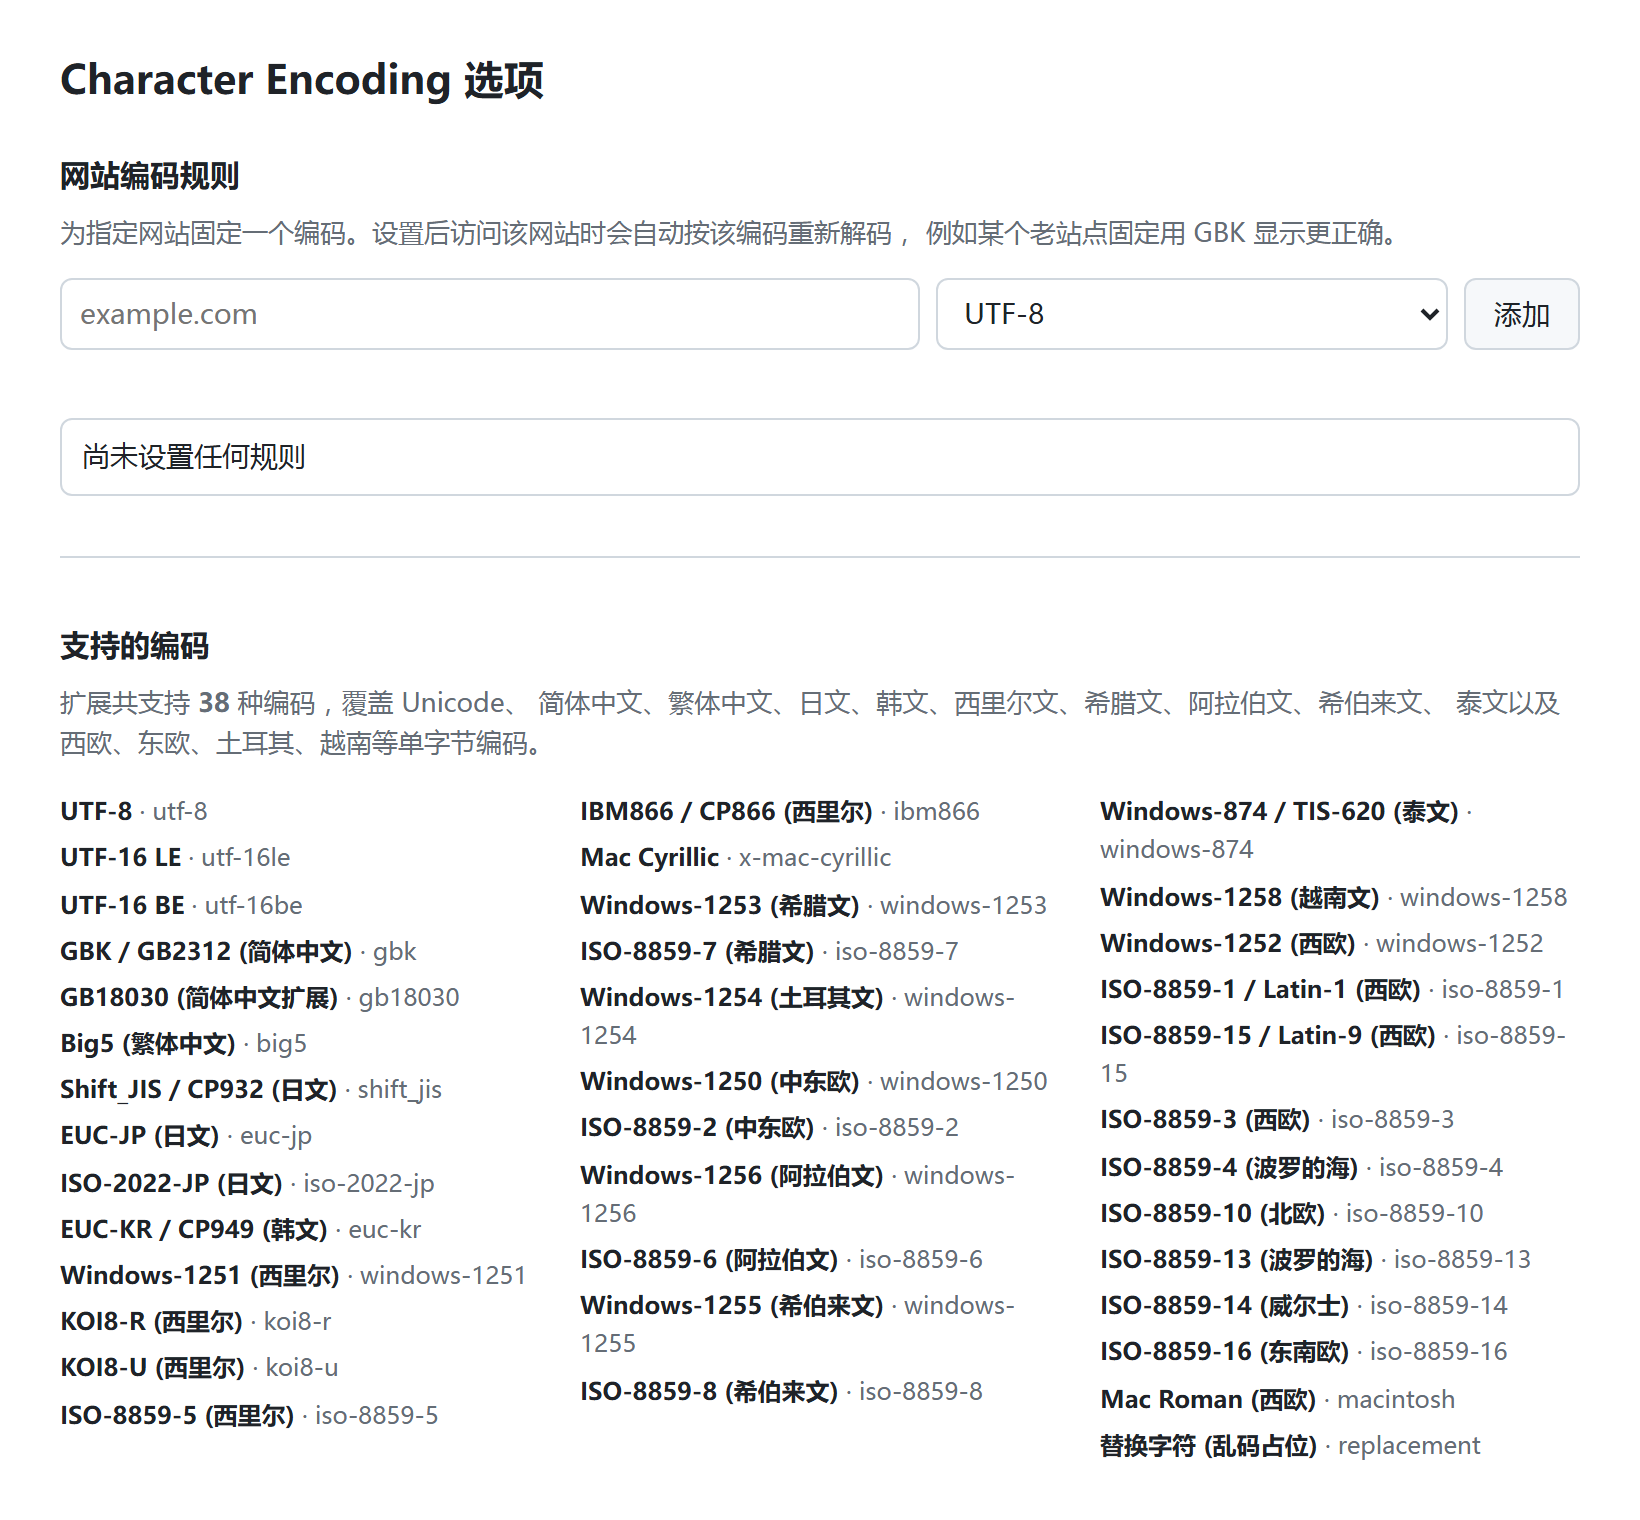 Character Encoding 选项
网站编码规则
为指定网站固定一个编码。设置后访问该网站时会自动按该编码重新解码， 例如某个老站点固定用 GBK 显示更正确。
example.com
UTF-8
添加
尚未设置任何规则
支持的编码
扩展共支持 38 种编码，覆盖 Unicode、 简体中文、繁体中文、日文、韩文、西里尔文、希腊文、阿拉伯文、希伯来文、 泰文以及
西欧、东欧、土耳其、越南等单字节编码。
UTF-8 · utf-8
UTF-16 LE · utf-16le
UTF-16 BE · utf-16be
GBK / GB2312 (简体中文) · gbk
GB18030 (简体中文扩展) · gb18030
Big5 (繁体中文) · big5
Shift_JIS / CP932 (日文) · shift_jis
EUC-JP (日文) · euc-jp
ISO-2022-JP (日文) · iso-2022-jp
EUC-KR / CP949 (韩文) · euc-kr
Windows-1251 (西里尔) · windows-1251
KOI8-R (西里尔) · koi8-r
KOI8-U (西里尔) · koi8-u
ISO-8859-5 (西里尔) · iso-8859-5
IBM866 / CP866 (西里尔) · ibm866
Mac Cyrillic · x-mac-cyrillic
Windows-1253 (希腊文) · windows-1253
ISO-8859-7 (希腊文) · iso-8859-7
Windows-1254 (土耳其文) · windows-
1254
Windows-1250 (中东欧) · windows-1250
ISO-8859-2 (中东欧) · iso-8859-2
Windows-1256 (阿拉伯文) · windows-
1256
ISO-8859-6 (阿拉伯文) · iso-8859-6
Windows-1255 (希伯来文) · windows-
1255
ISO-8859-8 (希伯来文) · iso-8859-8
Windows-874 / TIS-620 (泰文) ·
windows-874
Windows-1258 (越南文) · windows-1258
Windows-1252 (西欧) · windows-1252
ISO-8859-1 / Latin-1 (西欧) · iso-8859-1
ISO-8859-15 / Latin-9 (西欧) · iso-8859-
15
ISO-8859-3 (西欧) · iso-8859-3
ISO-8859-4 (波罗的海) · iso-8859-4
ISO-8859-10 (北欧) · iso-8859-10
ISO-8859-13 (波罗的海) · iso-8859-13
ISO-8859-14 (威尔士) · iso-8859-14
ISO-8859-16 (东南欧) · iso-8859-16
Mac Roman (西欧) · macintosh
替换字符 (乱码占位) · replacement